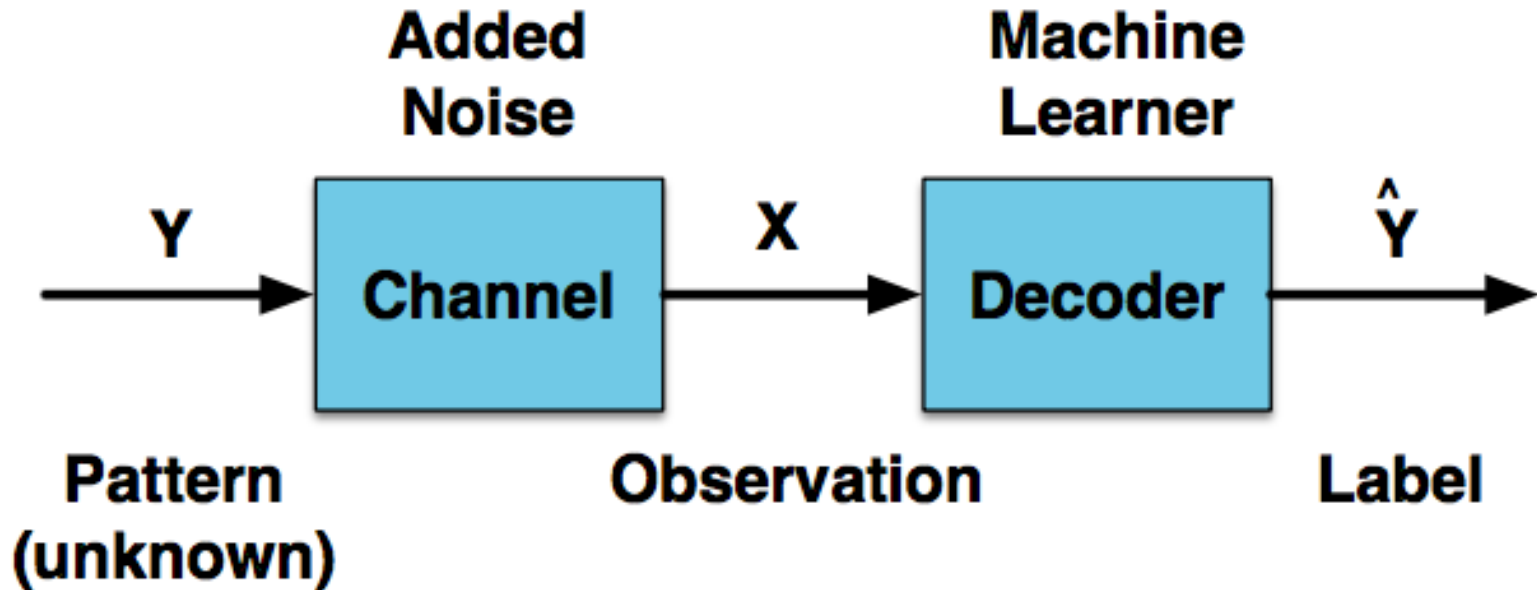 Added
Noise
Machine
Learner
Y
Channel
X
Decoder
Ŷ
Pattern
(unknown)
Observation
Label